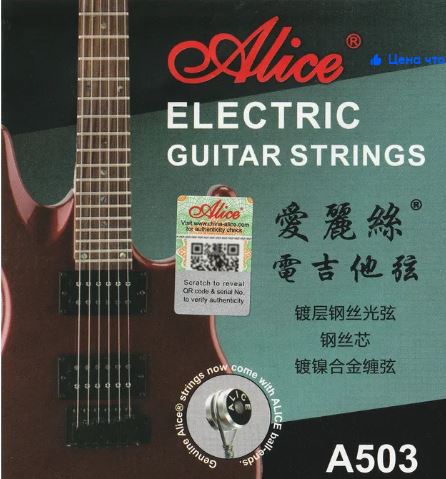 Alice®
Цена что
ELECTRIC
GUITAR STRINGS
Alice
Visit www.china-alice.com
for authenticity check
Scratch to reveal
QR code & serial No.
to verify authenticity
愛麗絲®
電吉他弦
镀层钢丝光弦
钢丝芯
镀镍合金缠弦
Genuine Alice® strings now come with ALICE ball-ends.
ALICE
A503